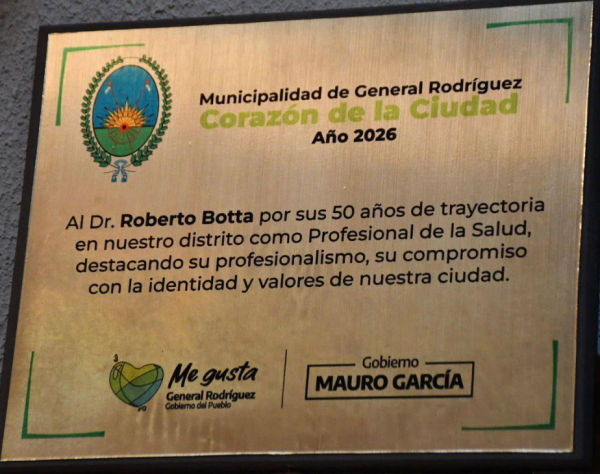 Municipalidad de General Rodríguez
Corazón de la Ciudad
Año 2026
Al Dr. Roberto Botta por sus 50 años de trayectoria
en nuestro distrito como Profesional de la Salud,
destacando su profesionalismo, su compromiso
con la identidad y valores de nuestra ciudad.
Me gusta
General Rodríguez
Gobierno del Pueblo
Gobierno
MAURO GARCÍA